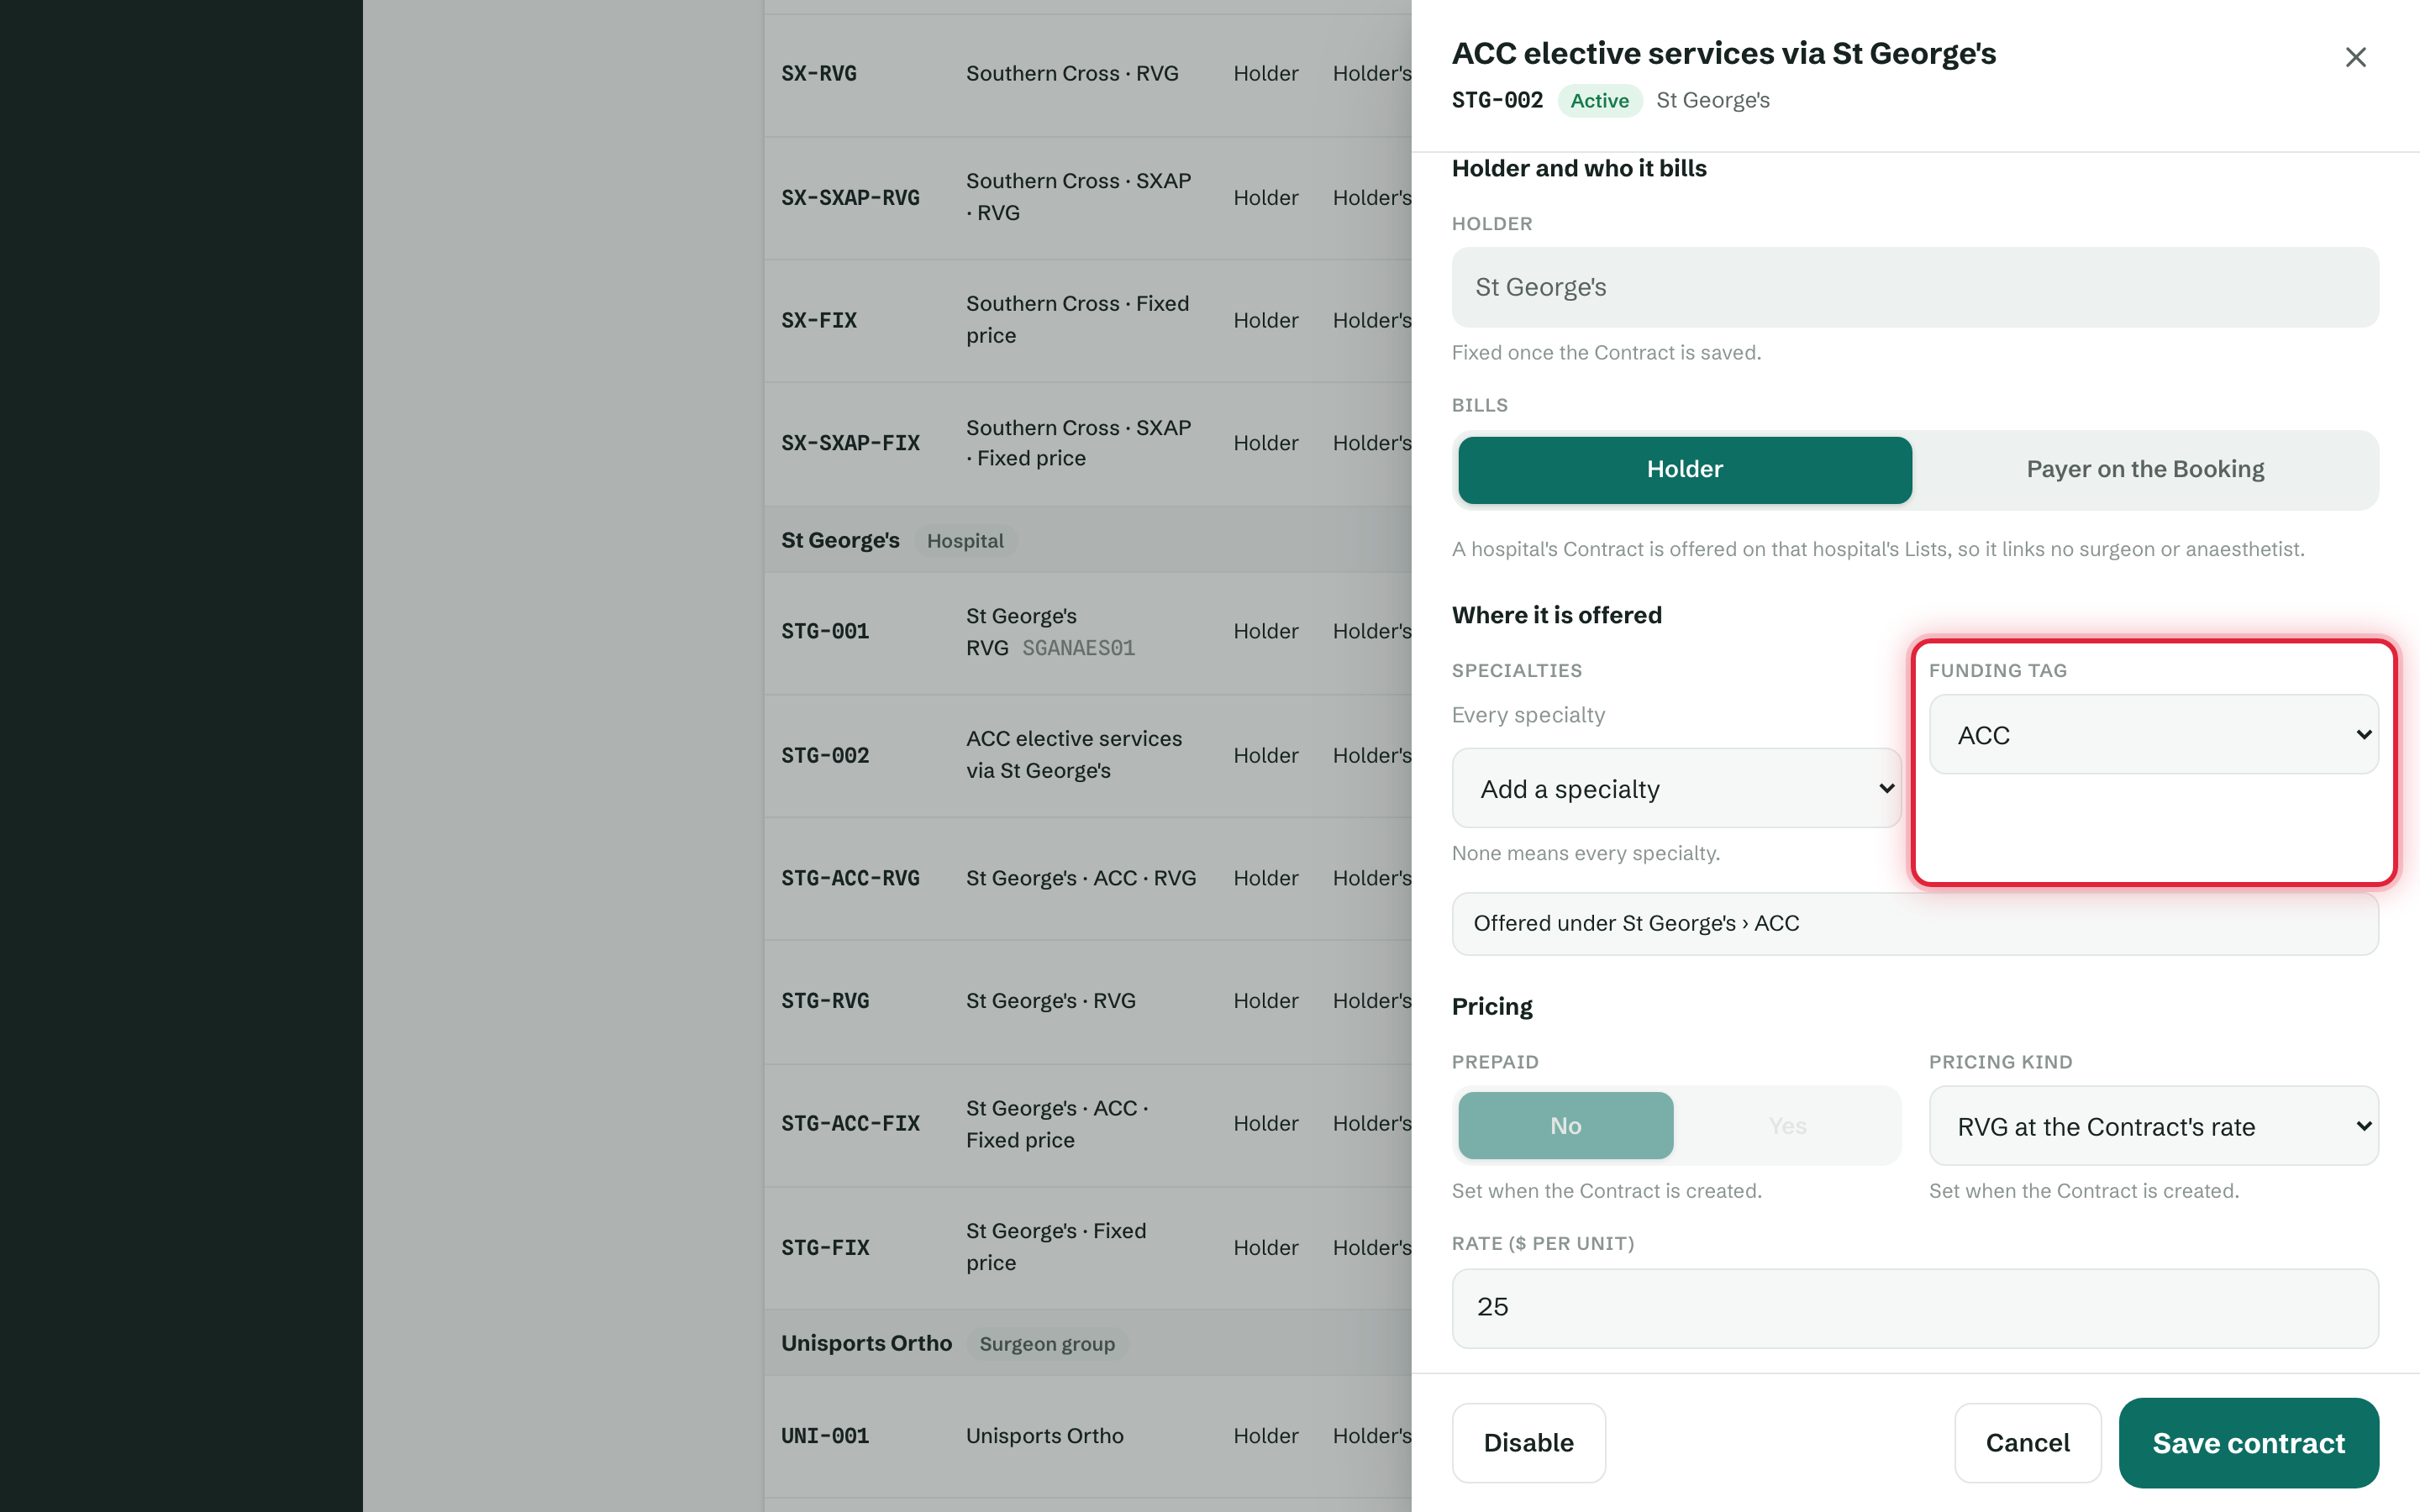 SX-RVG Southern Cross · RVG Holder Holder's
SX-SXAP-RVG Southern Cross · SXAP · RVG Holder Holder's
SX-FIX Southern Cross · Fixed price Holder Holder's
SX-SXAP-FIX Southern Cross · SXAP · Fixed price Holder Holder's
St George's Hospital
STG-001 St George's RVG SGANAES01 Holder Holder's
STG-002 ACC elective services via St George's Holder Holder's
STG-ACC-RVG St George's · ACC · RVG Holder Holder's
STG-RVG St George's · RVG Holder Holder's
STG-ACC-FIX St George's · ACC · Fixed price Holder Holder's
STG-FIX St George's · Fixed price Holder Holder's
Unisports Ortho Surgeon group
UNI-001 Unisports Ortho Holder Holder's
ACC elective services via St George's
STG-002 Active St George's
Holder and who it bills
HOLDER
St George's
Fixed once the Contract is saved.
BILLS
Holder Payer on the Booking
A hospital's Contract is offered on that hospital's Lists, so it links no surgeon or anaesthetist.
Where it is offered
SPECIALTIES
Every specialty
Add a specialty
None means every specialty.
FUNDING TAG
ACC
Offered under St George's › ACC
Pricing
PREPAID
No Yes
Set when the Contract is created.
PRICING KIND
RVG at the Contract's rate
Set when the Contract is created.
RATE ($ PER UNIT)
25
Disable Cancel Save contract